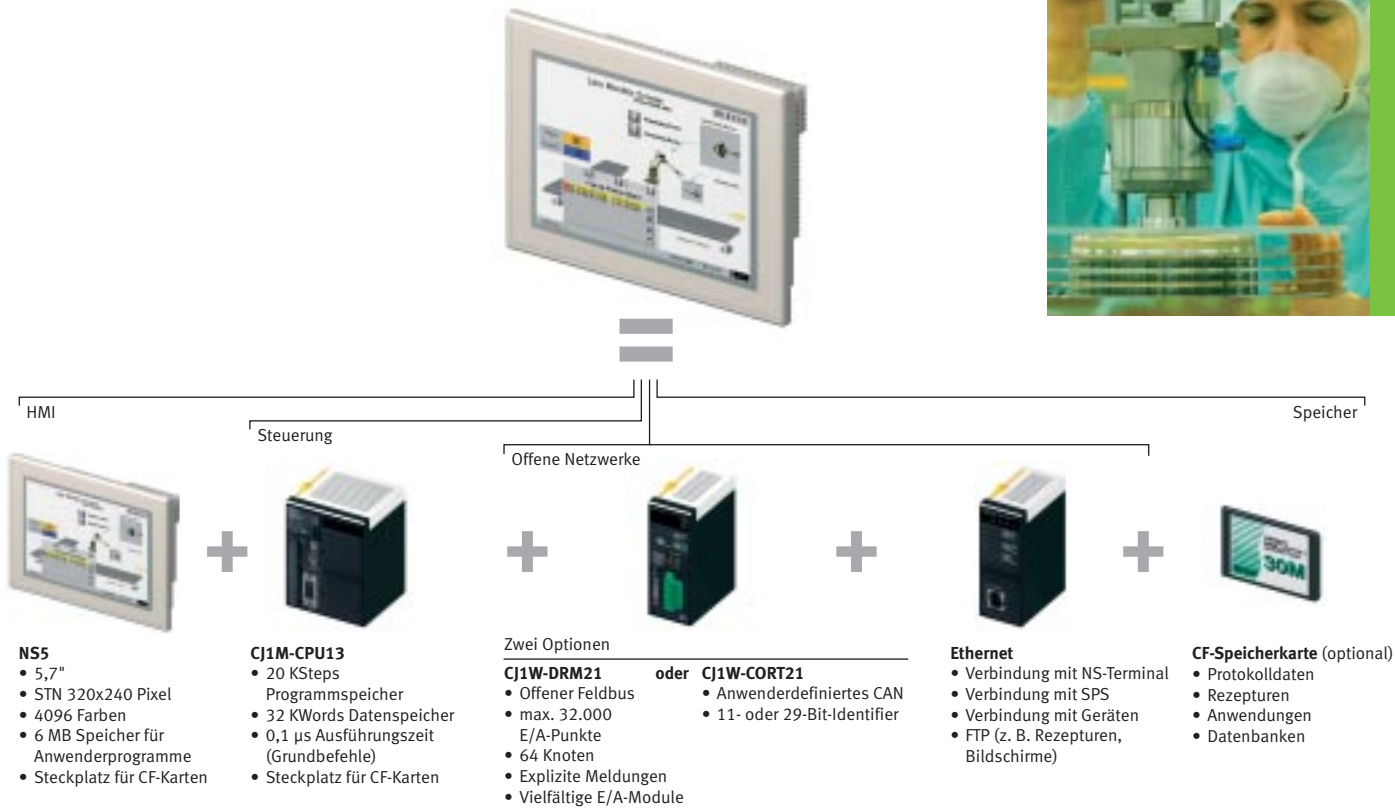 HMI
Speicher
Steuerung
Offene Netzwerke
30M
NS5
• 5,7"
• STN 320x240 Pixel
• 4096 Farben
• 6 MB Speicher für
Anwenderprogramme
• Steckplatz für CF-Karten
CJ1M-CPU13
• 20 KSteps
Programmspeicher
• 32 KWords Datenspeicher
• 0,1 µs Ausführungszeit
(Grundbefehle)
• Steckplatz für CF-Karten
Zwei Optionen
CJ1W-DRM21 oder CJ1W-CORT21
• Offener Feldbus
• max. 32.000
E/A-Punkte
• 64 Knoten
• Explizite Meldungen
• Vielfältige E/A-Module
• Anwenderdefiniertes CAN
• 11- oder 29-Bit-Identifier
Ethernet
• Verbindung mit NS-Terminal
• Verbindung mit SPS
• Verbindung mit Geräten
• FTP (z. B. Rezepturen,
Bildschirme)
CF-Speicherkarte (optional)
• Protokolldaten
• Rezepturen
• Anwendungen
• Datenbanken